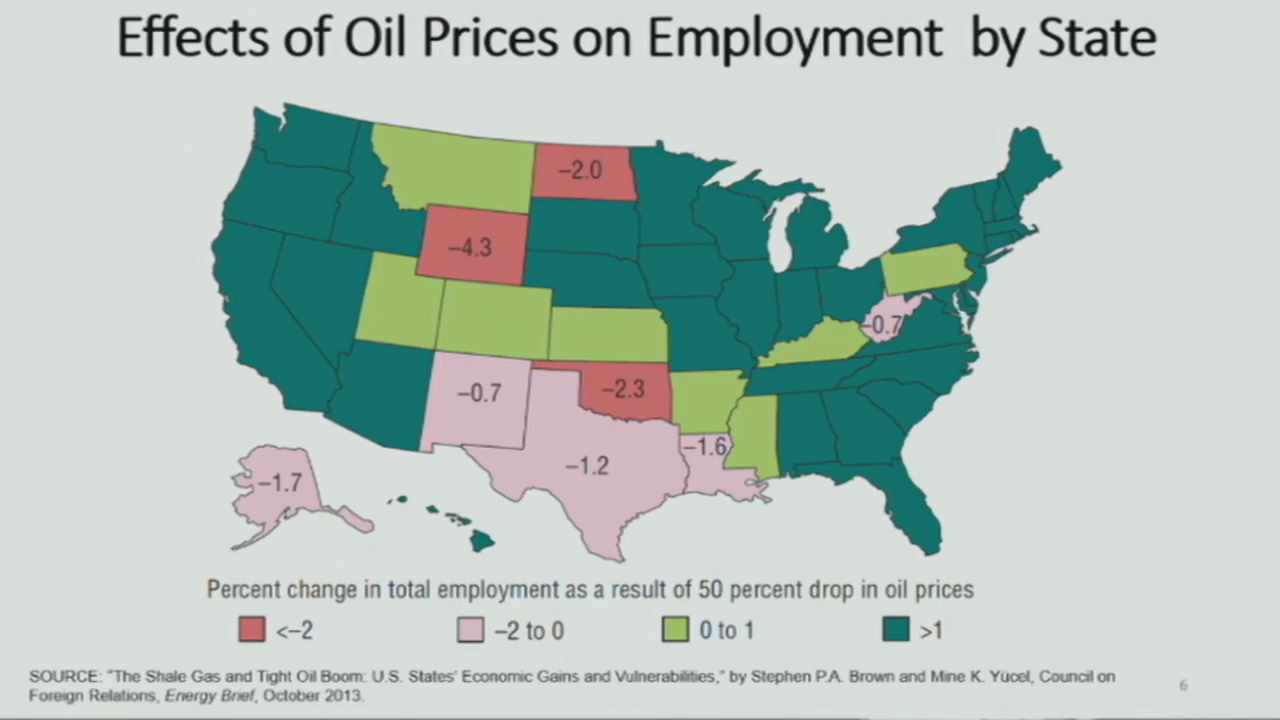 Effects of Oil Prices on Employment by State
–2.0
–4.3
–0.7
–0.7
–2.3
–1.6
–1.2
–1.7
Percent change in total employment as a result of 50 percent drop in oil prices
<–2
–2 to 0
0 to 1
>1
SOURCE: "The Shale Gas and Tight Oil Boom: U.S. States' Economic Gains and Vulnerabilities," by Stephen P.A. Brown and Mine K. Yücel, Council on
Foreign Relations, Energy Brief, October 2013.
6